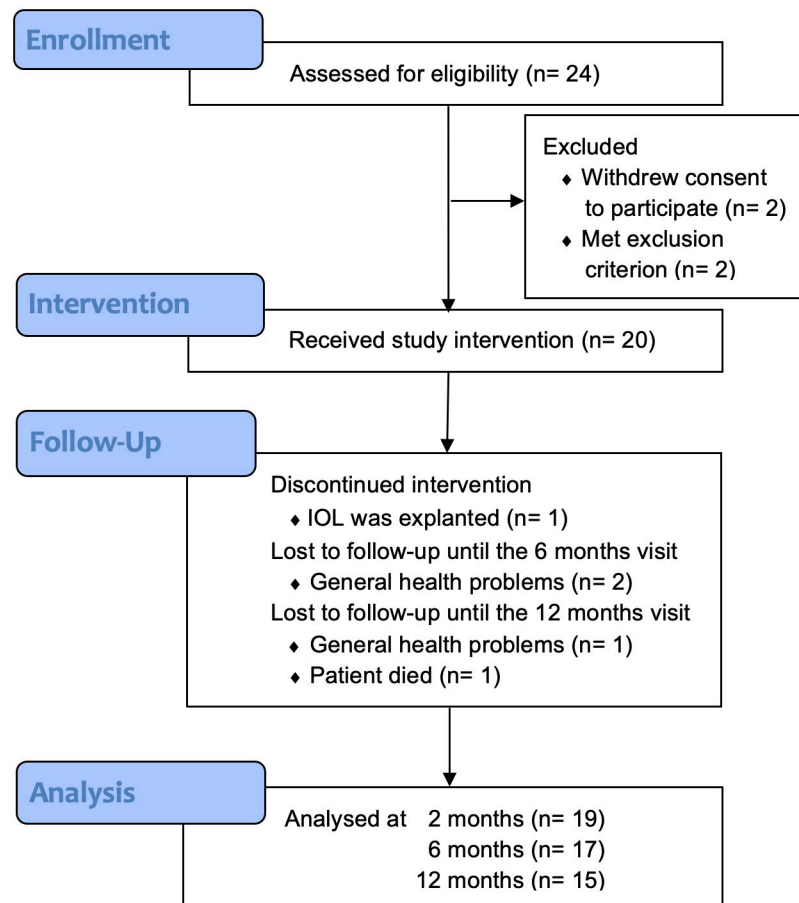 Enrollment
Assessed for eligibility (n= 24)
Excluded
♦ Withdrew consent
to participate (n= 2)
♦ Met exclusion
criterion (n= 2)
Intervention
Received study intervention (n= 20)
Follow-Up
Discontinued intervention
♦ IOL was explanted (n= 1)
Lost to follow-up until the 6 months visit
♦ General health problems (n= 2)
Lost to follow-up until the 12 months visit
♦ General health problems (n= 1)
♦ Patient died (n= 1)
Analysis
Analysed at 2 months (n= 19)
6 months (n= 17)
12 months (n= 15)